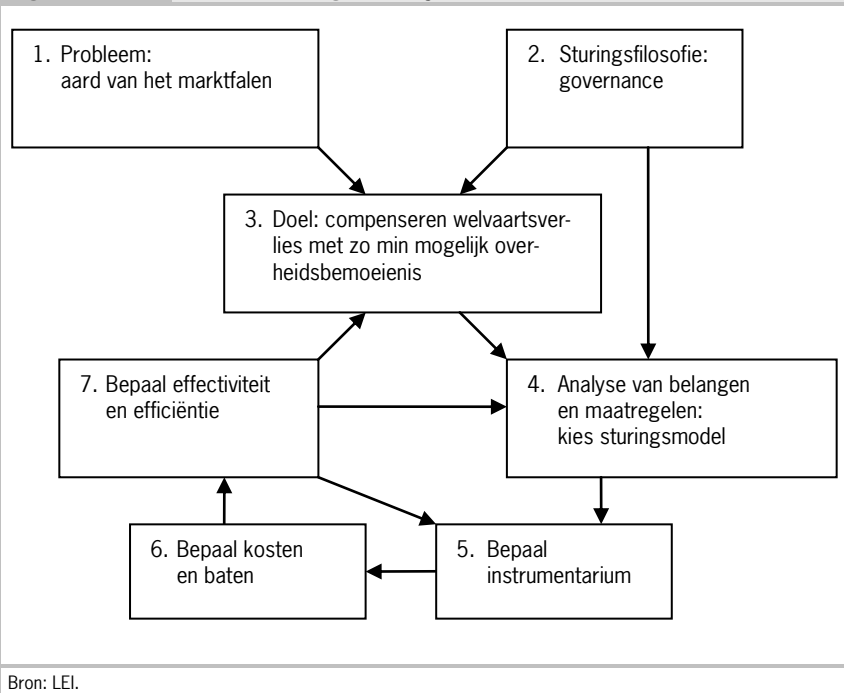 1. Probleem:
aard van het marktfalen
2. Sturingsfilosofie:
governance
3. Doel: compenseren welvaartsver-
lies met zo min mogelijk over-
heidsbemoeienis
7. Bepaal effectiviteit
en efficiëntie
4. Analyse van belangen
en maatregelen:
kies sturingsmodel
6. Bepaal kosten
en baten
5. Bepaal
instrumentarium
Bron: LEI.